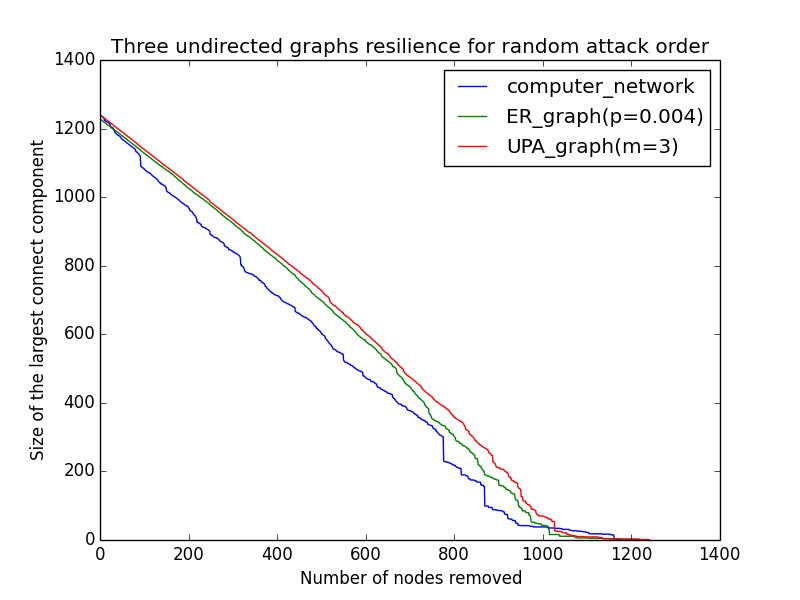 Three undirected graphs resilience for random attack order
1400
1200
1000
800
600
400
200
0
Size of the largest connect component
computer_network
ER_graph(p=0.004)
UPA_graph(m=3)
0 200 400 600 800 1000 1200 1400
Number of nodes removed